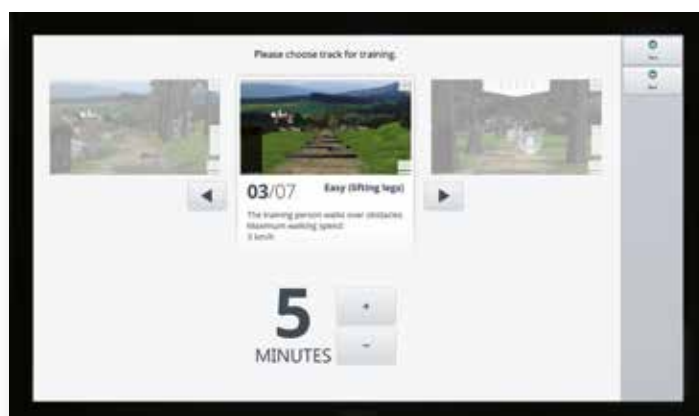 Please choose track for training.
03/07 Easy (lifting legs)
The training person walks over obstacles.
Maximum walking speed:
3 km/h
5
+
MINUTES
-